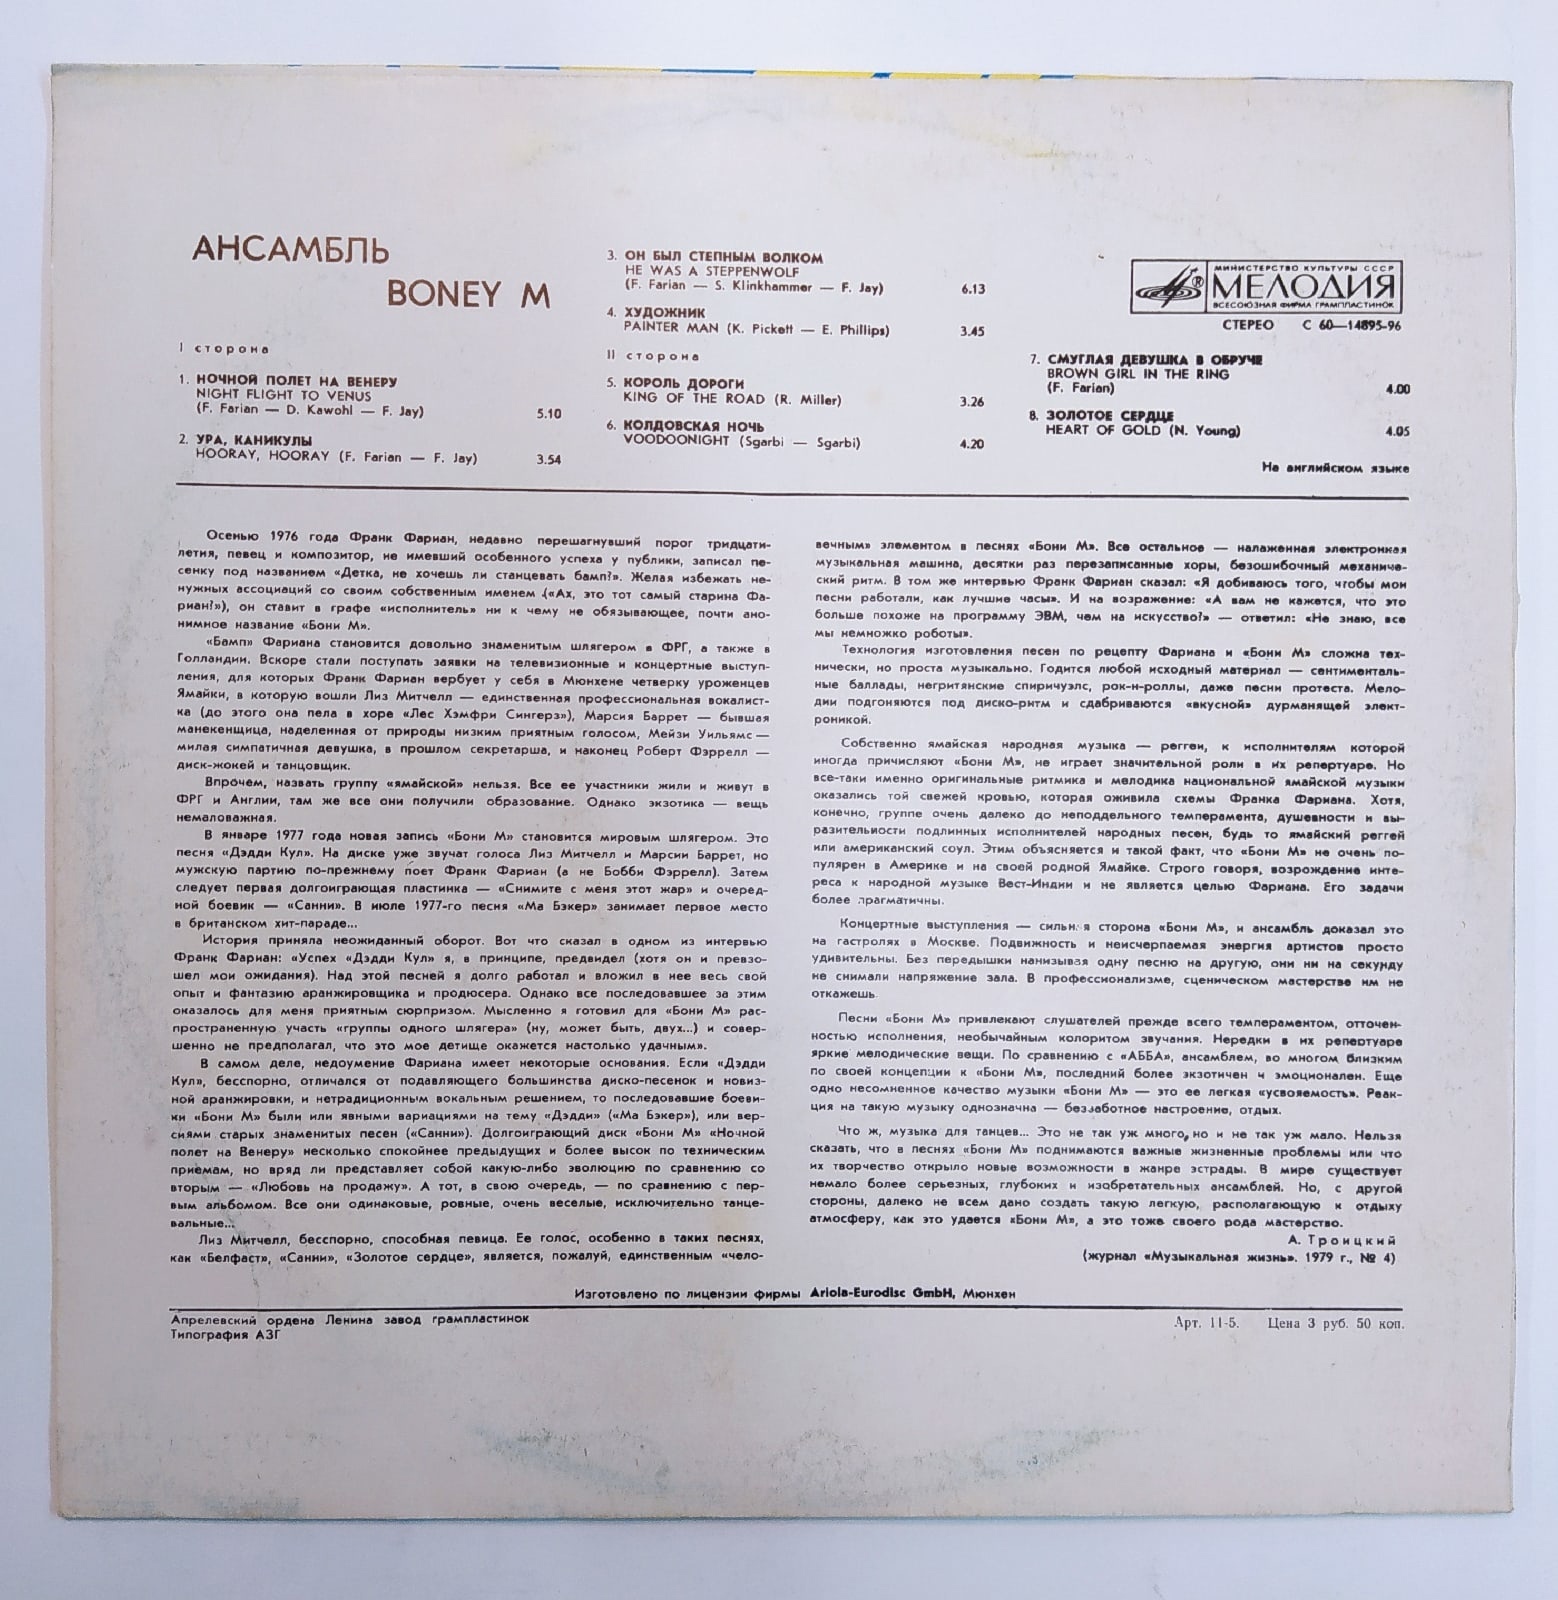 АНСАМБЛЬ
BONEY M
I сторона
1. НОЧНОЙ ПОЛЕТ НА ВЕНЕРУ
NIGHT FLIGHT TO VENUS
(F. Farian — D. Kawohl — F. Jay) 5.10
2. УРА, КАНИКУЛЫ
HOORAY, HOORAY (F. Farian — F. Jay) 3.54
3. ОН БЫЛ СТЕПНЫМ ВОЛКОМ
HE WAS A STEPPENWOLF
(F. Farian — S. Klinkhammer — F. Jay) 6.13
4. ХУДОЖНИК
PAINTER MAN (K. Pickett — E. Phillips) 3.45
II сторона
5. КОРОЛЬ ДОРОГИ
KING OF THE ROAD (R. Miller) 3.26
6. КОЛДОВСКАЯ НОЧЬ
VOODOONIGHT (Sgarbi — Sgarbi) 4.20
МИНИСТЕРСТВО КУЛЬТУРЫ СССР
МЕЛОДИЯ
ВСЕСОЮЗНАЯ ФИРМА ГРАМПЛАСТИНОК
СТЕРЕО С 60—14895-96
7. СМУГЛАЯ ДЕВУШКА В ОБРУЧЕ
BROWN GIRL IN THE RING
(F. Farian) 4.00
8. ЗОЛОТОЕ СЕРДЦЕ
HEART OF GOLD (N. Young) 4.05
На английском языке
Осенью 1976 года Франк Фариан, недавно перешагнувший порог тридцати-
летия, певец и композитор, не имевший особенного успеха у публики, записал пе-
сенку под названием «Детка, не хочешь ли станцевать бамп?». Желая избежать не-
нужных ассоциаций со своим собственным именем («Ах, это тот самый старина Фа-
риан!»), он ставит в графе «исполнитель» ни к чему не обязывающее, почти ано-
нимное название «Бони М».
«Бамп» Фариана становится довольно знаменитым шлягером в ФРГ, а также в
Голландии. Вскоре стали поступать заявки на телевизионные и концертные выступ-
ления, для которых Франк Фариан вербует у себя в Мюнхене четверку уроженцев
Ямайки, в которую вошли Лиз Митчелл — единственная профессиональная вокалист-
ка (до этого она пела в хоре «Лес Хэмфри Сингерз»), Марсия Баррет — бывшая
манекенщица, наделенная от природы низким приятным голосом, Мейзи Уильямс —
милая симпатичная девушка, в прошлом секретарша, и наконец Роберт Фэррелл —
диск-жокей и танцовщик.
Впрочем, назвать группу «ямайской» нельзя. Все ее участники жили и живут в
ФРГ и Англии, там же все они получили образование. Однако экзотика — вещь
немаловажная.
В январе 1977 года новая запись «Бони М» становится мировым шлягером. Это
песня «Дэдди Кул». На диске уже звучат голоса Лиз Митчелл и Марсии Баррет, но
мужскую партию по-прежнему поет Франк Фариан (а не Бобби Фэррелл). Затем
следует первая долгоиграющая пластинка — «Снимите с меня этот жар» и очеред-
ной боевик — «Санни». В июле 1977-го песня «Ма Бэкер» занимает первое место
в британском хит-параде...
История приняла неожиданный оборот. Вот что сказал в одном из интервью
Франк Фариан: «Успех «Дэдди Кул» я, в принципе, предвидел (хотя он и превзо-
шел мои ожидания). Над этой песней я долго работал и вложил в нее весь свой
опыт и фантазию аранжировщика и продюсера. Однако все последовавшее за этим
оказалось для меня приятным сюрпризом. Мысленно я готовил для «Бони М» рас-
пространенную участь «группы одного шлягера» (ну, может быть, двух...) и совер-
шенно не предполагал, что это мое детище окажется настолько удачным».
В самом деле, недоумение Фариана имеет некоторые основания. Если «Дэдди
Кул», бесспорно, отличался от подавляющего большинства диско-песенок и новиз-
ной аранжировки, и нетрадиционным вокальным решением, то последовавшие боеви-
ки «Бони М» были или явными вариациями на тему «Дэдди» («Ма Бэкер»), или вер-
сиями старых знаменитых песен («Санни»). Долгоиграющий диск «Бони М» «Ночной
полет на Венеру» несколько спокойнее предыдущих и более высок по техническим
приемам, но вряд ли представляет собой какую-либо эволюцию по сравнению со
вторым — «Любовь на продажу». А тот, в свою очередь, — по сравнению с пер-
вым альбомом. Все они одинаковые, ровные, очень веселые, исключительно танце-
вальные...
Лиз Митчелл, бесспорно, способная певица. Ее голос, особенно в таких песнях,
как «Белфаст», «Санни», «Золотое сердце», является, пожалуй, единственным «чело-
вечным» элементом в песнях «Бони М». Все остальное — налаженная электронная
музыкальная машина, десятки раз перезаписанные хоры, безошибочный механиче-
ский ритм. В том же интервью Франк Фариан сказал: «Я добиваюсь того, чтобы мои
песни работали, как лучшие часы». И на возражение: «А вам не кажется, что это
больше похоже на программу ЭВМ, чем на искусство?» — ответил: «Не знаю, все
мы немножко роботы».
Технология изготовления песен по рецепту Фариана и «Бони М» сложна тех-
нически, но проста музыкально. Годится любой исходный материал — сентименталь-
ные баллады, негритянские спиричуэлс, рок-н-роллы, даже песни протеста. Мело-
дии подгоняются под диско-ритм и сдабриваются «вкусной» дурманящей элект-
роникой.
Собственно ямайская народная музыка — регген, к исполнителям которой
иногда причисляют «Бони М», не играет значительной роли в их репертуаре. Но
все-таки именно оригинальные ритмика и мелодика национальной ямайской музыки
оказались той свежей кровью, которая оживила схемы Франка Фариана. Хотя,
конечно, группе очень далеко до неподдельного темперамента, душевности и вы-
разительности подлинных исполнителей народных песен, будь то ямайский реггей
или американский соул. Этим объясняется и такой факт, что «Бони М» не очень по-
пулярен в Америке и на своей родной Ямайке. Строго говоря, возрождение инте-
реса к народной музыке Вест-Индии и не является целью Фариана. Его задачи
более прагматичны.
Концертные выступления — сильная сторона «Бони М», и ансамбль доказал это
на гастролях в Москве. Подвижность и неисчерпаемая энергия артистов просто
удивительны. Без передышки нанизывая одну песню на другую, они ни на секунду
не снимали напряжение зала. В профессионализме, сценическом мастерстве им не
откажешь.
Песни «Бони М» привлекают слушателей прежде всего темпераментом, отточен-
ностью исполнения, необычайным колоритом звучания. Нередки в их репертуаре
яркие мелодические вещи. По сравнению с «АББА», ансамблем, во многом близким
по своей концепции к «Бони М», последний более экзотичен и эмоционален. Еще
одно несомненное качество музыки «Бони М» — это ее легкая «усвояемость». Реак-
ция на такую музыку однозначна — беззаботное настроение, отдых.
Что ж, музыка для танцев... Это не так уж много, но и не так уж мало. Нельзя
сказать, что в песнях «Бони М» поднимаются важные жизненные проблемы или что
их творчество открыло новые возможности в жанре эстрады. В мире существует
немало более серьезных, глубоких и изобретательных ансамблей. Но, с другой
стороны, далеко не всем дано создать такую легкую, располагающую к отдыху
атмосферу, как это удается «Бони М», а это тоже своего рода мастерство.
А. Троицкий
(журнал «Музыкальная жизнь». 1979 г., № 4)
Изготовлено по лицензии фирмы Ariola-Eurodisc GmbH, Мюнхен
Апрелевский ордена Ленина завод грампластинок
Типография АЗГ
Арт. 11-5. Цена 3 руб. 50 коп.